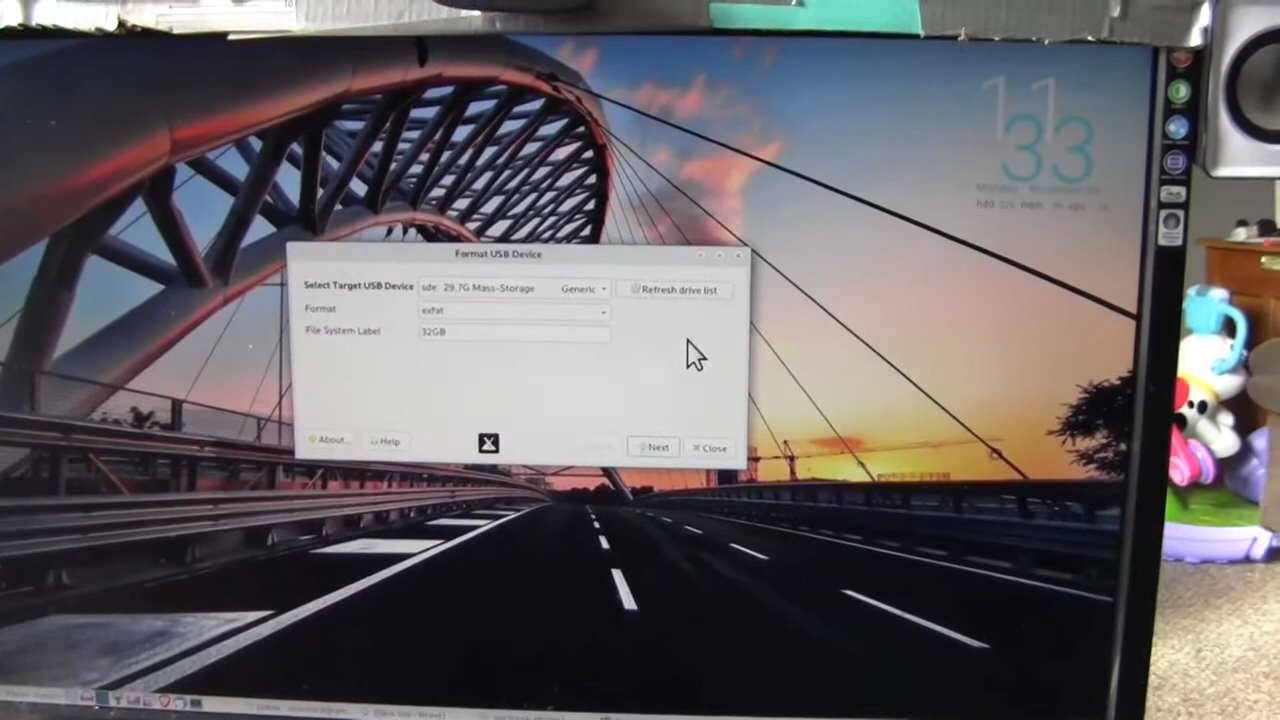 11
33
Format USB Device
Select Target USB Device sde 29.7G Mass-Storage Generic Refresh drive list
Format exfat
File System Label 32GB
About... Help Next Close